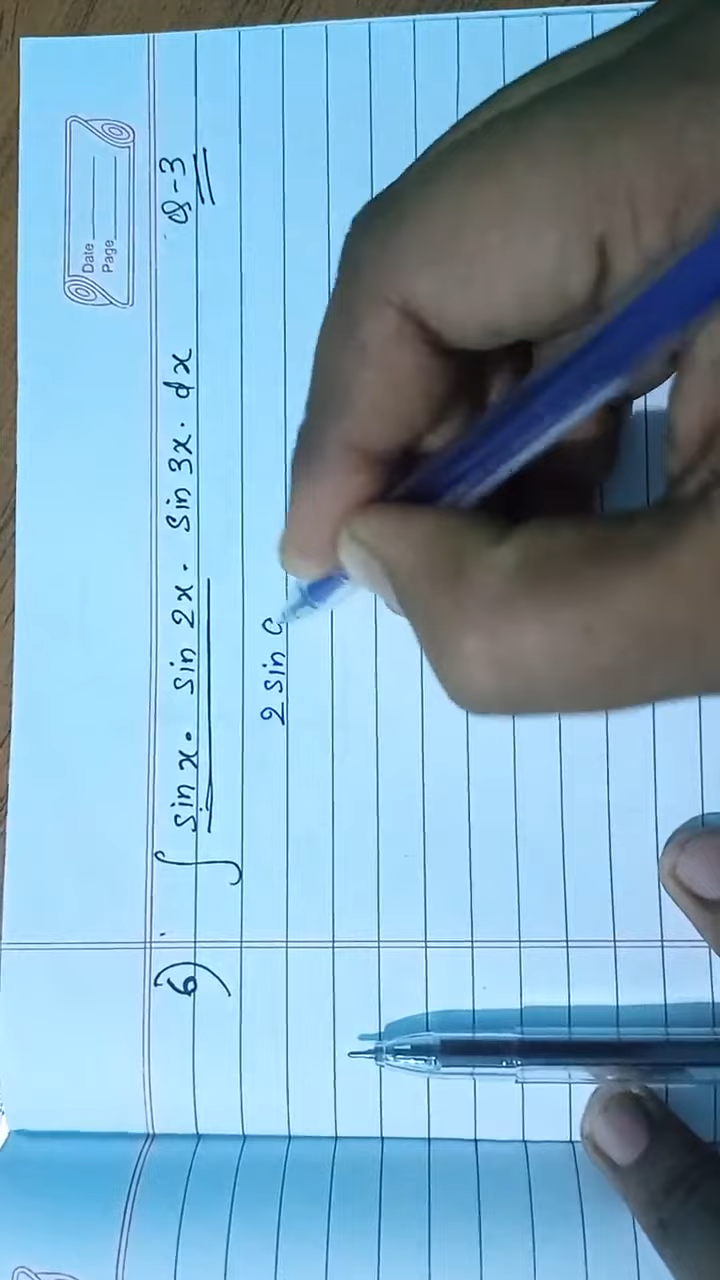 Date
Page
Q-3
6) ∫ sin x. sin 2x. sin 3x. dx
2 sin